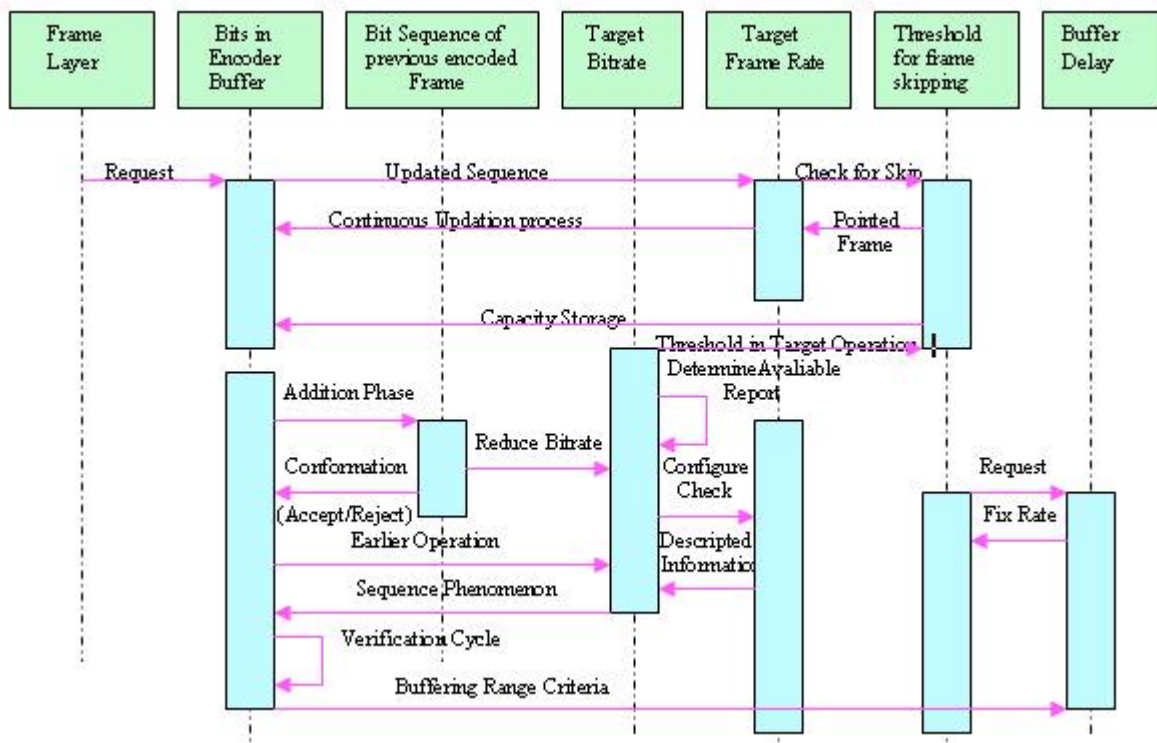 Frame
Layer
Bits in
Encoder
Buffer
Bit Sequence of
previous encoded
Frame
Target
Bitrate
Target
Frame Rate
Threshold
for frame
skipping
Buffer
Delay
Request
Updated Sequence
Check for Skip
Continuous Updation process
Pointed
Frame
Capacity Storage
Threshold in Target Operation
DetermineAvaliable
Report
Addition Phase
Reduce Bitrate
Conformation
(Accept/Reject)
Configure
Check
Request
Fix Rate
Earlier Operation
Descripted
Information
Sequence Phenomenon
Verification Cycle
Buffering Range Criteria